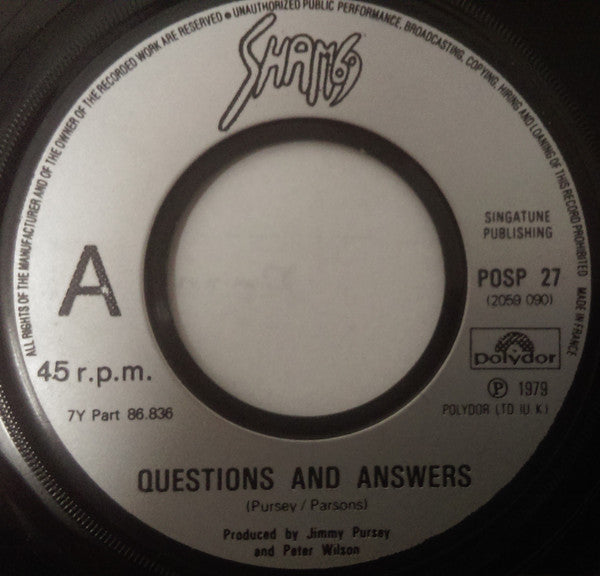 ALL RIGHTS OF THE MANUFACTURER AND OF THE OWNER OF THE RECORDED WORK ARE RESERVED • UNAUTHORIZED PUBLIC PERFORMANCE, BROADCASTING, COPYING, HIRING AND LOANING OF THIS RECORD PROHIBITED MADE IN FRANCE
SHAM69
SINGATUNE
PUBLISHING
A
POSP 27
(2059 090)
polydor
45 r.p.m.
Ⓟ 1979
7Y Part 86.836
POLYDOR (TD IU.K)
QUESTIONS AND ANSWERS
(Pursey / Parsons)
Produced by Jimmy Pursey
and Peter Wilson